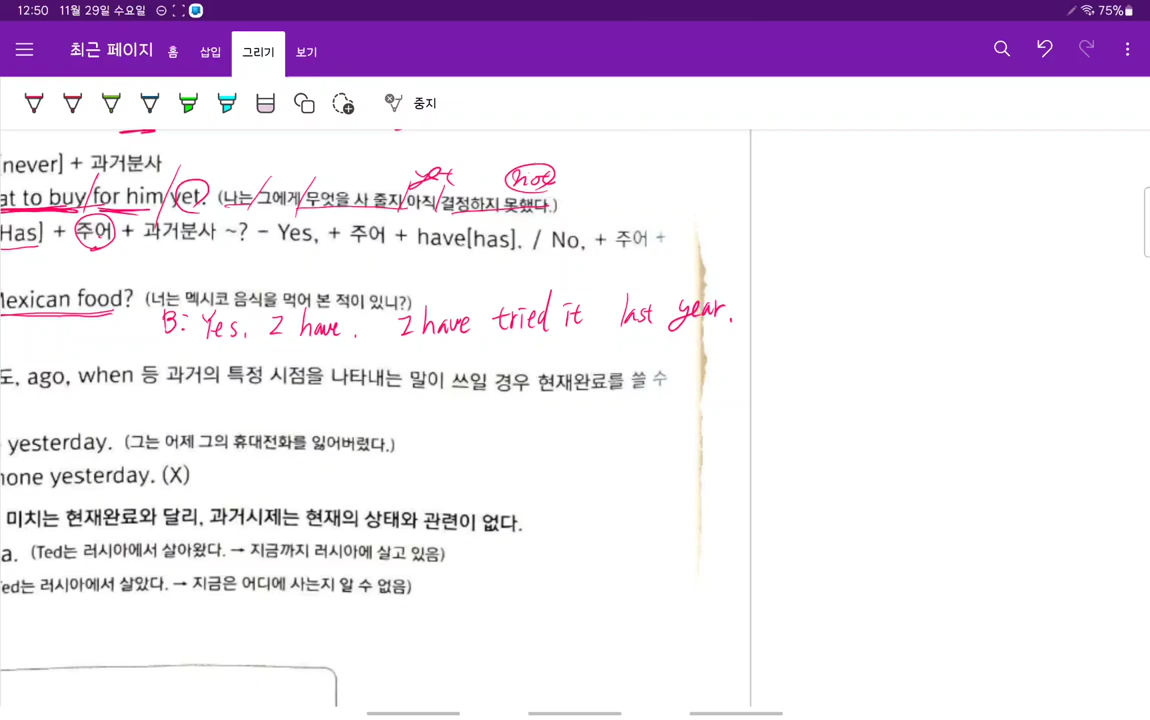 12:50 11월 29일 수요일 75%
최근 페이지 홈 삽입 그리기 보기
중지
never] + 과거분사
yet not
at to buy/for him/yet. (나는/그에게/무엇을 사 줄지/아직/결정하지 못했다.)
Has] + 주어 + 과거분사 ~? – Yes, + 주어 + have[has]. / No, + 주어 +
Mexican food? (너는 멕시코 음식을 먹어 본 적이 있니?)
B: Yes, I have. I have tried it last year.
도, ago, when 등 과거의 특정 시점을 나타내는 말이 쓰일 경우 현재완료를 쓸 수
yesterday. (그는 어제 그의 휴대전화를 잃어버렸다.)
hone yesterday. (X)
미치는 현재완료와 달리, 과거시제는 현재의 상태와 관련이 없다.
a. (Ted는 러시아에서 살아왔다. → 지금까지 러시아에 살고 있음)
Ted는 러시아에서 살았다. → 지금은 어디에 사는지 알 수 없음)